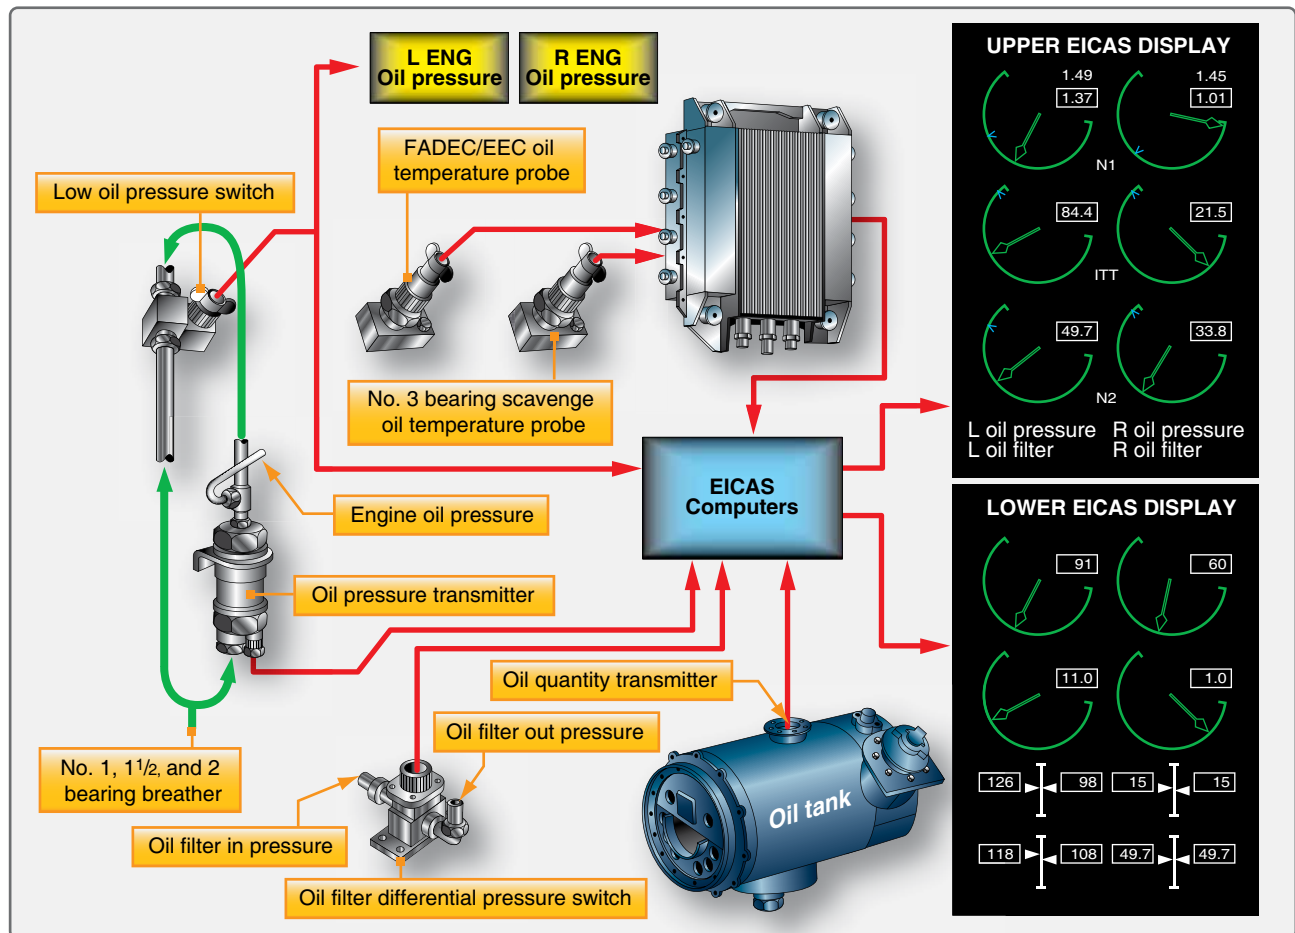 L ENG
Oil pressure
R ENG
Oil pressure
FADEC/EEC oil
temperature probe
Low oil pressure switch
No. 3 bearing scavenge
oil temperature probe
EICAS
Computers
Engine oil pressure
Oil pressure transmitter
Oil quantity transmitter
Oil filter out pressure
No. 1, 1 1/2, and 2
bearing breather
Oil filter in pressure
Oil filter differential pressure switch
Oil tank
UPPER EICAS DISPLAY
1.49 1.45
1.37 1.01
N1
84.4 21.5
ITT
49.7 33.8
N2
L oil pressure R oil pressure
L oil filter R oil filter
LOWER EICAS DISPLAY
91 60
11.0 1.0
126 98 15 15
118 108 49.7 49.7